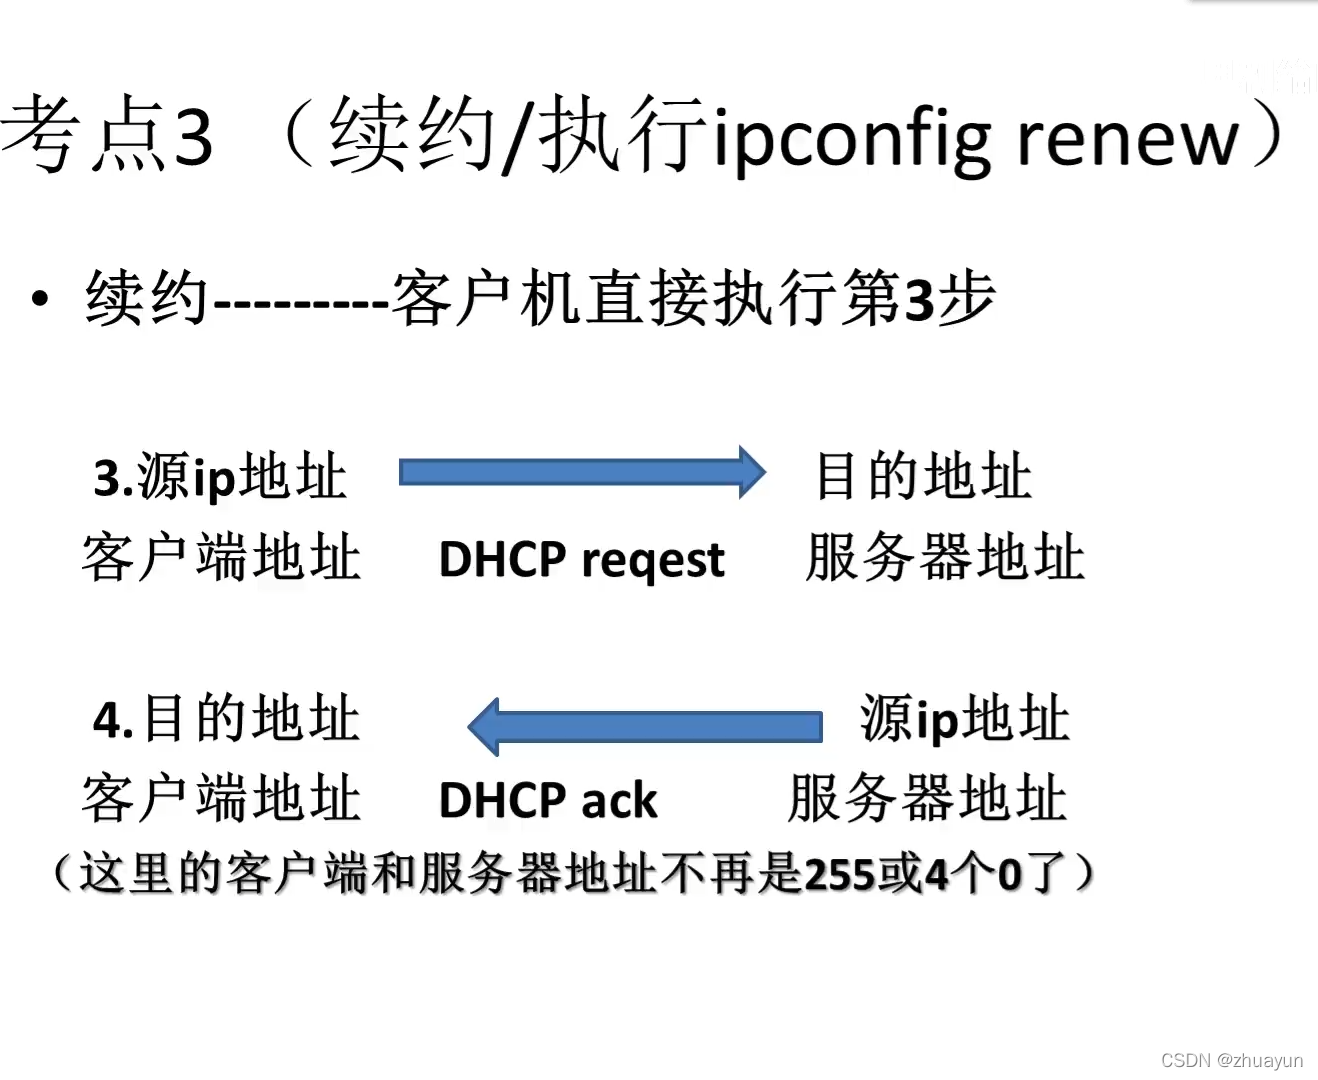 考点3 （续约/执行ipconfig renew）
• 续约---------客户机直接执行第3步
3.源ip地址 目的地址
客户端地址 DHCP reqest 服务器地址
4.目的地址 源ip地址
客户端地址 DHCP ack 服务器地址
（这里的客户端和服务器地址不再是255或4个0了）
CSDN @zhuayun